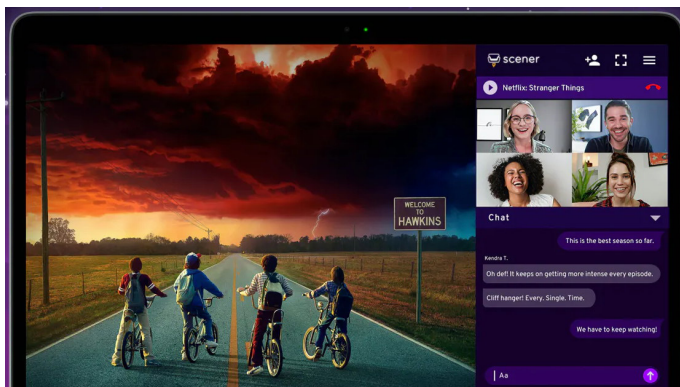 scener
Netflix: Stranger Things
WELCOME
TO
HAWKINS
Chat
This is the best season so far.
Kendra T.
Oh def! It keeps on getting more intense every episode.
Cliff hanger! Every. Single. Time.
We have to keep watching!
Aa